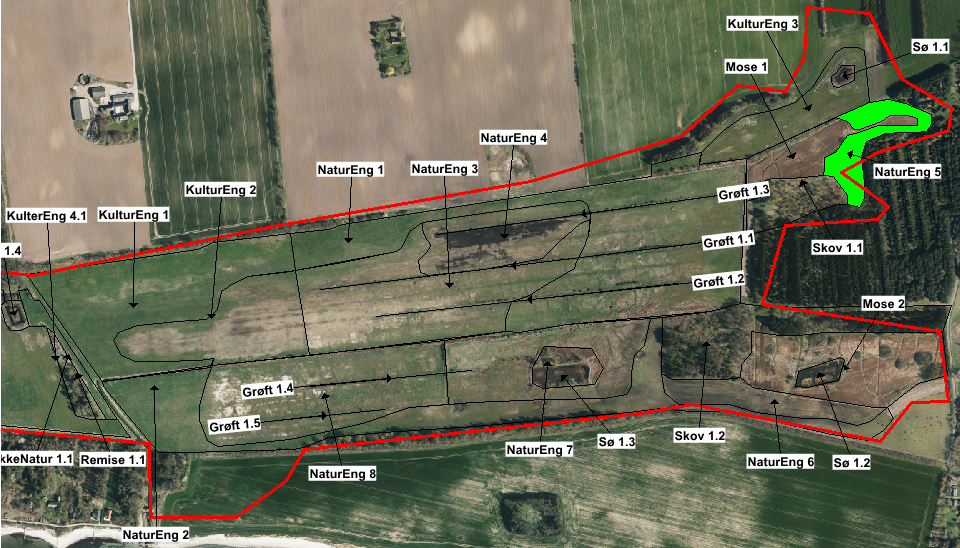 KulturEng 3
Sø 1.1
Mose 1
NaturEng 4
NaturEng 1
NaturEng 3
NaturEng 5
KulturEng 2
Grøft 1.3
KulterEng 4.1
KulturEng 1
Grøft 1.1
Skov 1.1
1.4
Grøft 1.2
Mose 2
Grøft 1.4
Grøft 1.5
Skov 1.2
Sø 1.3
NaturEng 7
kkeNatur 1.1
Remise 1.1
NaturEng 6
Sø 1.2
NaturEng 8
NaturEng 2